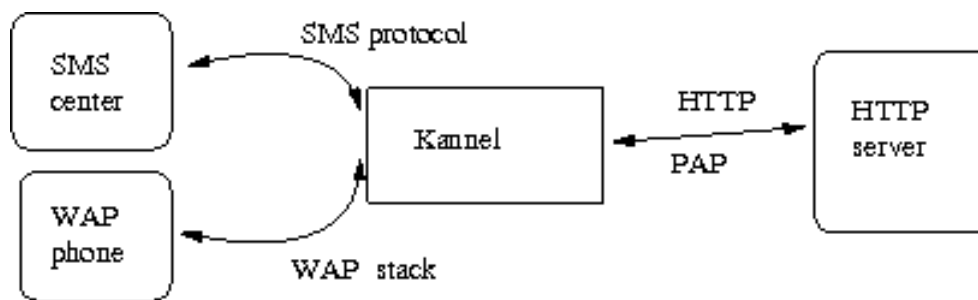 SMS protocol
SMS
center
Kannel
HTTP
PAP
HTTP
server
WAP
phone
WAP stack